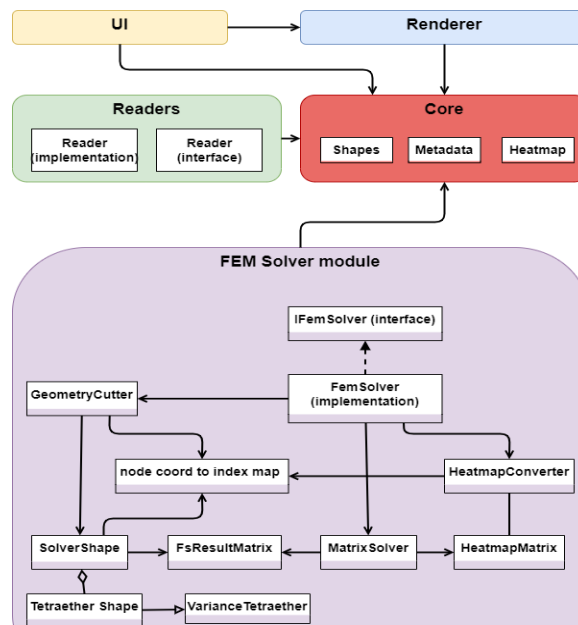 UI
Renderer
Readers
Reader
(implementation)
Reader
(interface)
Core
Shapes
Metadata
Heatmap
FEM Solver module
IFemSolver (interface)
GeometryCutter
FemSolver
(implementation)
node coord to index map
HeatmapConverter
SolverShape
FsResultMatrix
MatrixSolver
HeatmapMatrix
Tetraether Shape
VarianceTetraether